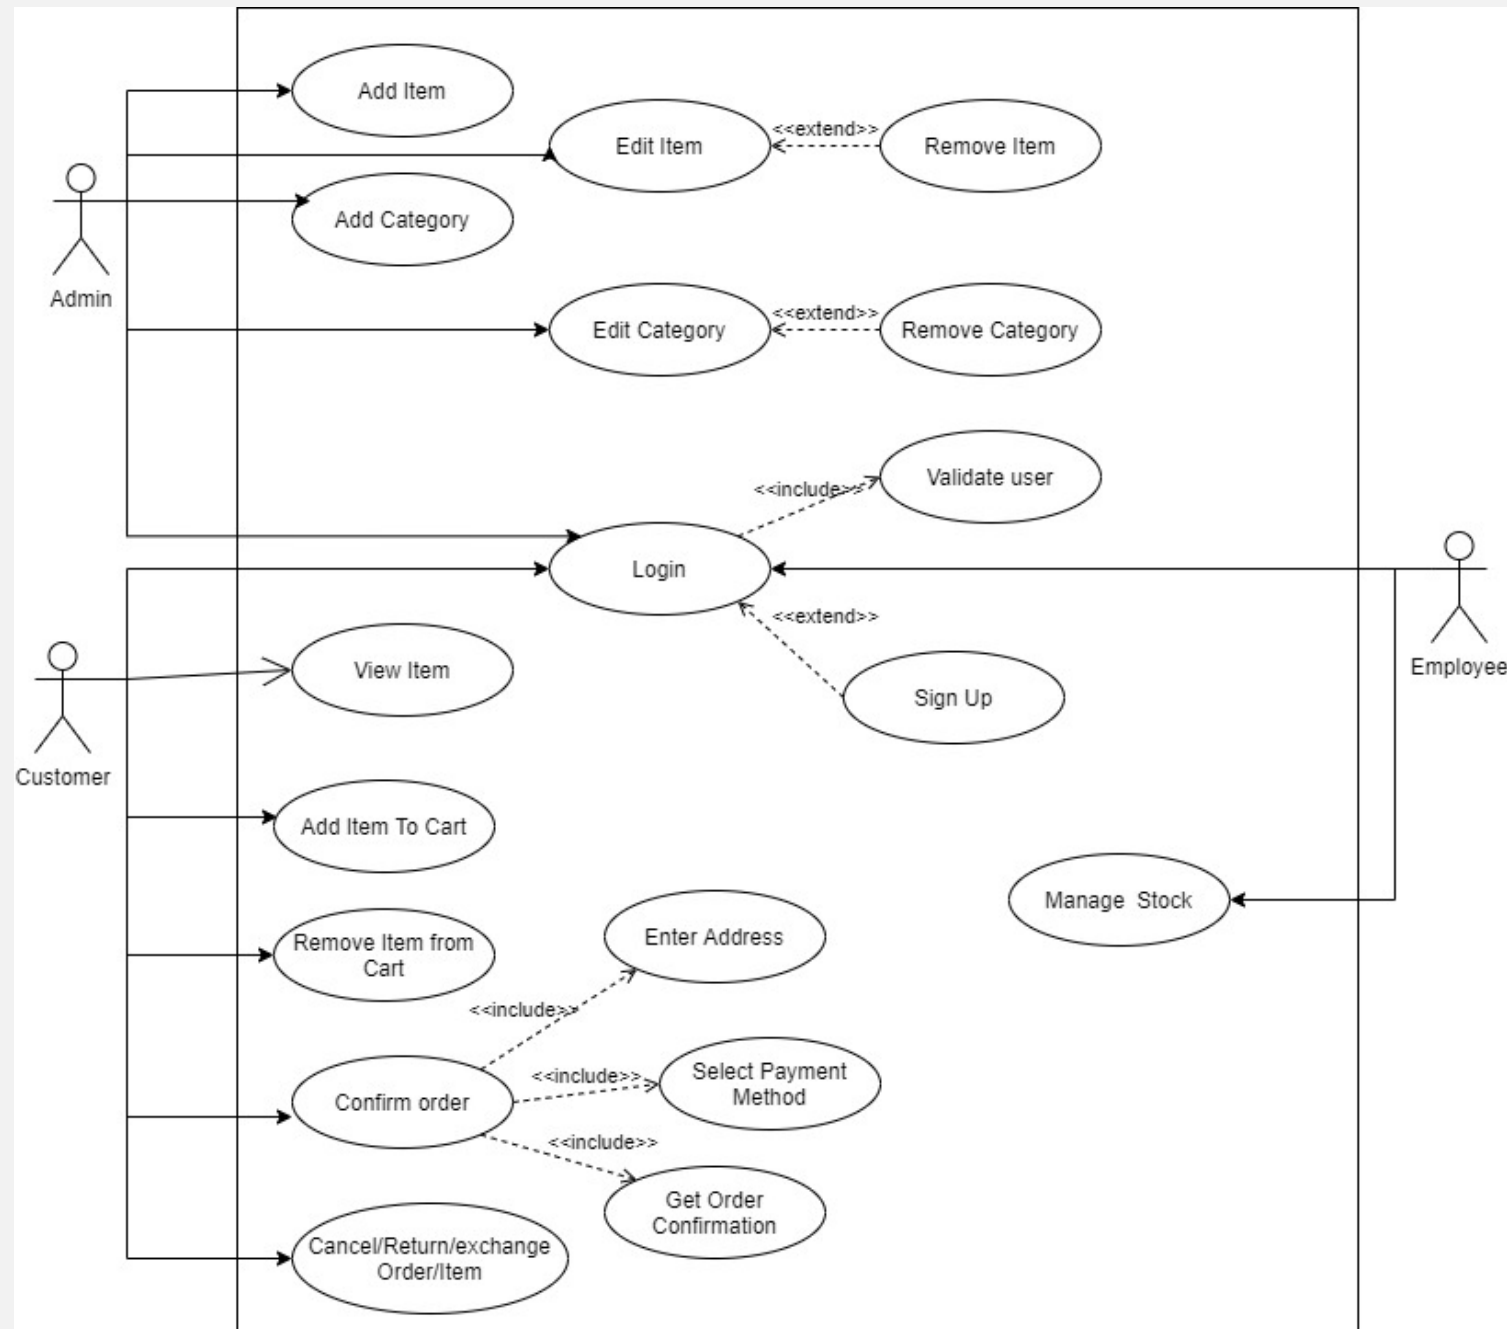 Add Item
Edit Item
<<extend>>
Remove Item
Add Category
Admin
Edit Category
<<extend>>
Remove Category
Validate user
<<include>>
Login
<<extend>>
View Item
Sign Up
Employee
Customer
Add Item To Cart
Manage  Stock
Remove Item from
Cart
Enter Address
<<include>>
Confirm order
<<include>>
Select Payment
Method
<<include>>
Get Order
Confirmation
Cancel/Return/exchange
Order/Item